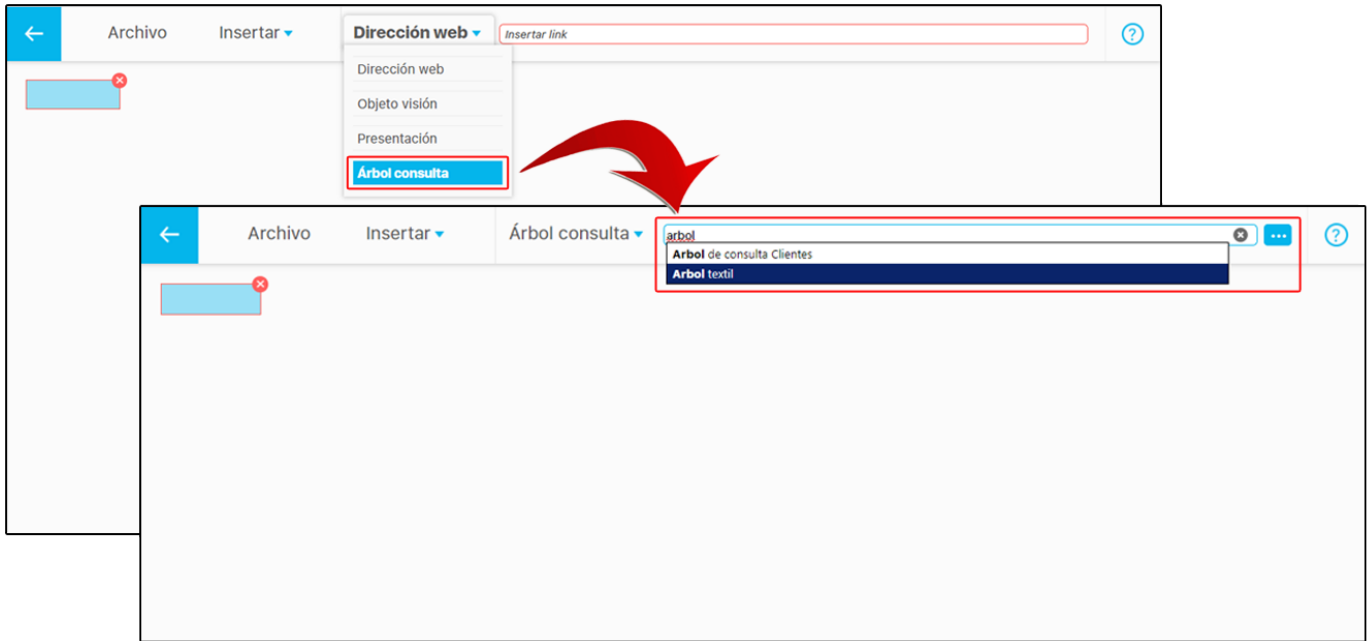 Archivo Insertar Dirección web Insertar link
Dirección web
Objeto visión
Presentación
Árbol consulta
Archivo Insertar Árbol consulta arbol
Arbol de consulta Clientes
Arbol textil